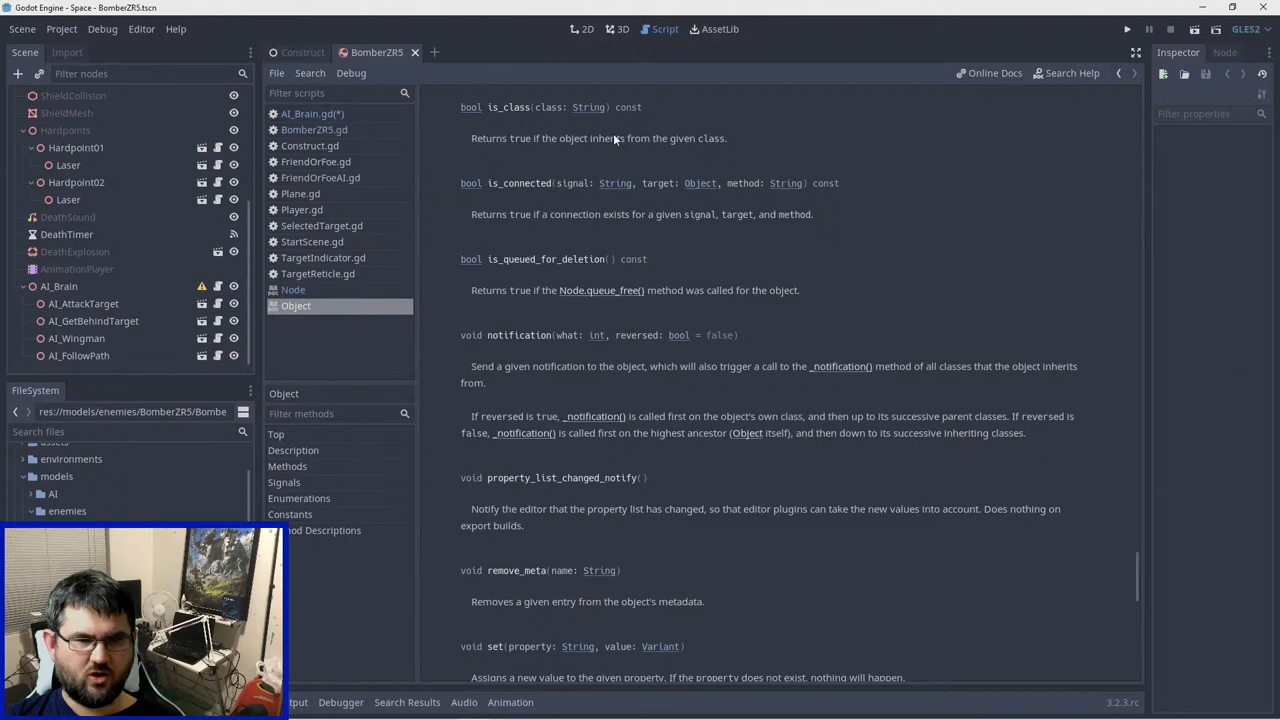 Godot Engine - Space - BomberZR5.tscn
Scene Project Debug Editor Help
2D 3D Script AssetLib
GLES2
Scene Import
Filter nodes
ShieldCollision
ShieldMesh
Hardpoints
Hardpoint01
Laser
Hardpoint02
Laser
DeathSound
DeathTimer
DeathExplosion
AnimationPlayer
AI_Brain
AI_AttackTarget
AI_GetBehindTarget
AI_Wingman
AI_FollowPath
FileSystem
res://models/enemies/BomberZR5/Bombe
Search files
environments
models
AI
enemies
Construct BomberZR5
File Search Debug
Online Docs Search Help
Filter scripts
AI_Brain.gd(*)
BomberZR5.gd
Construct.gd
FriendOrFoe.gd
FriendOrFoeAI.gd
Plane.gd
Player.gd
SelectedTarget.gd
StartScene.gd
TargetIndicator.gd
TargetReticle.gd
Node
Object
Object
Filter methods
Top
Description
Methods
Signals
Enumerations
Constants
hod Descriptions
bool is_class(class: String) const
Returns true if the object inherits from the given class.
bool is_connected(signal: String, target: Object, method: String) const
Returns true if a connection exists for a given signal, target, and method.
bool is_queued_for_deletion() const
Returns true if the Node.queue_free() method was called for the object.
void notification(what: int, reversed: bool = false)
Send a given notification to the object, which will also trigger a call to the _notification() method of all classes that the object inherits
from.
If reversed is true, _notification() is called first on the object's own class, and then up to its successive parent classes. If reversed is
false, _notification() is called first on the highest ancestor (Object itself), and then down to its successive inheriting classes.
void property_list_changed_notify()
Notify the editor that the property list has changed, so that editor plugins can take the new values into account. Does nothing on
export builds.
void remove_meta(name: String)
Removes a given entry from the object's metadata.
void set(property: String, value: Variant)
Assigns a new value to the given property. If the property does not exist, nothing will happen.
tput Debugger Search Results Audio Animation
3.2.3.rc
Inspector Node
Filter properties